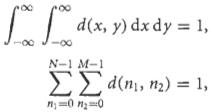 ∫_{-∞}^{∞} ∫_{-∞}^{∞} d(x, y) dx dy = 1,
∑_{n₁=0}^{N-1} ∑_{n₂=0}^{M-1} d(n₁, n₂) = 1,